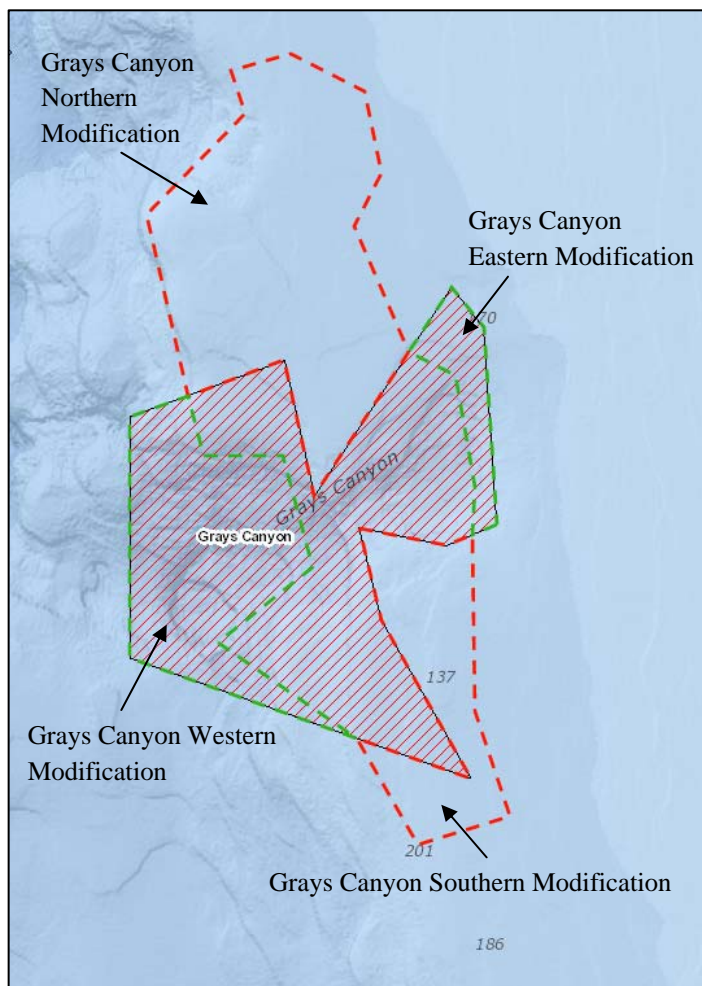 Grays Canyon
Northern
Modification
Grays Canyon
Eastern Modification
170
Grays Canyon
Grays Canyon
137
Grays Canyon Western
Modification
201
Grays Canyon Southern Modification
186